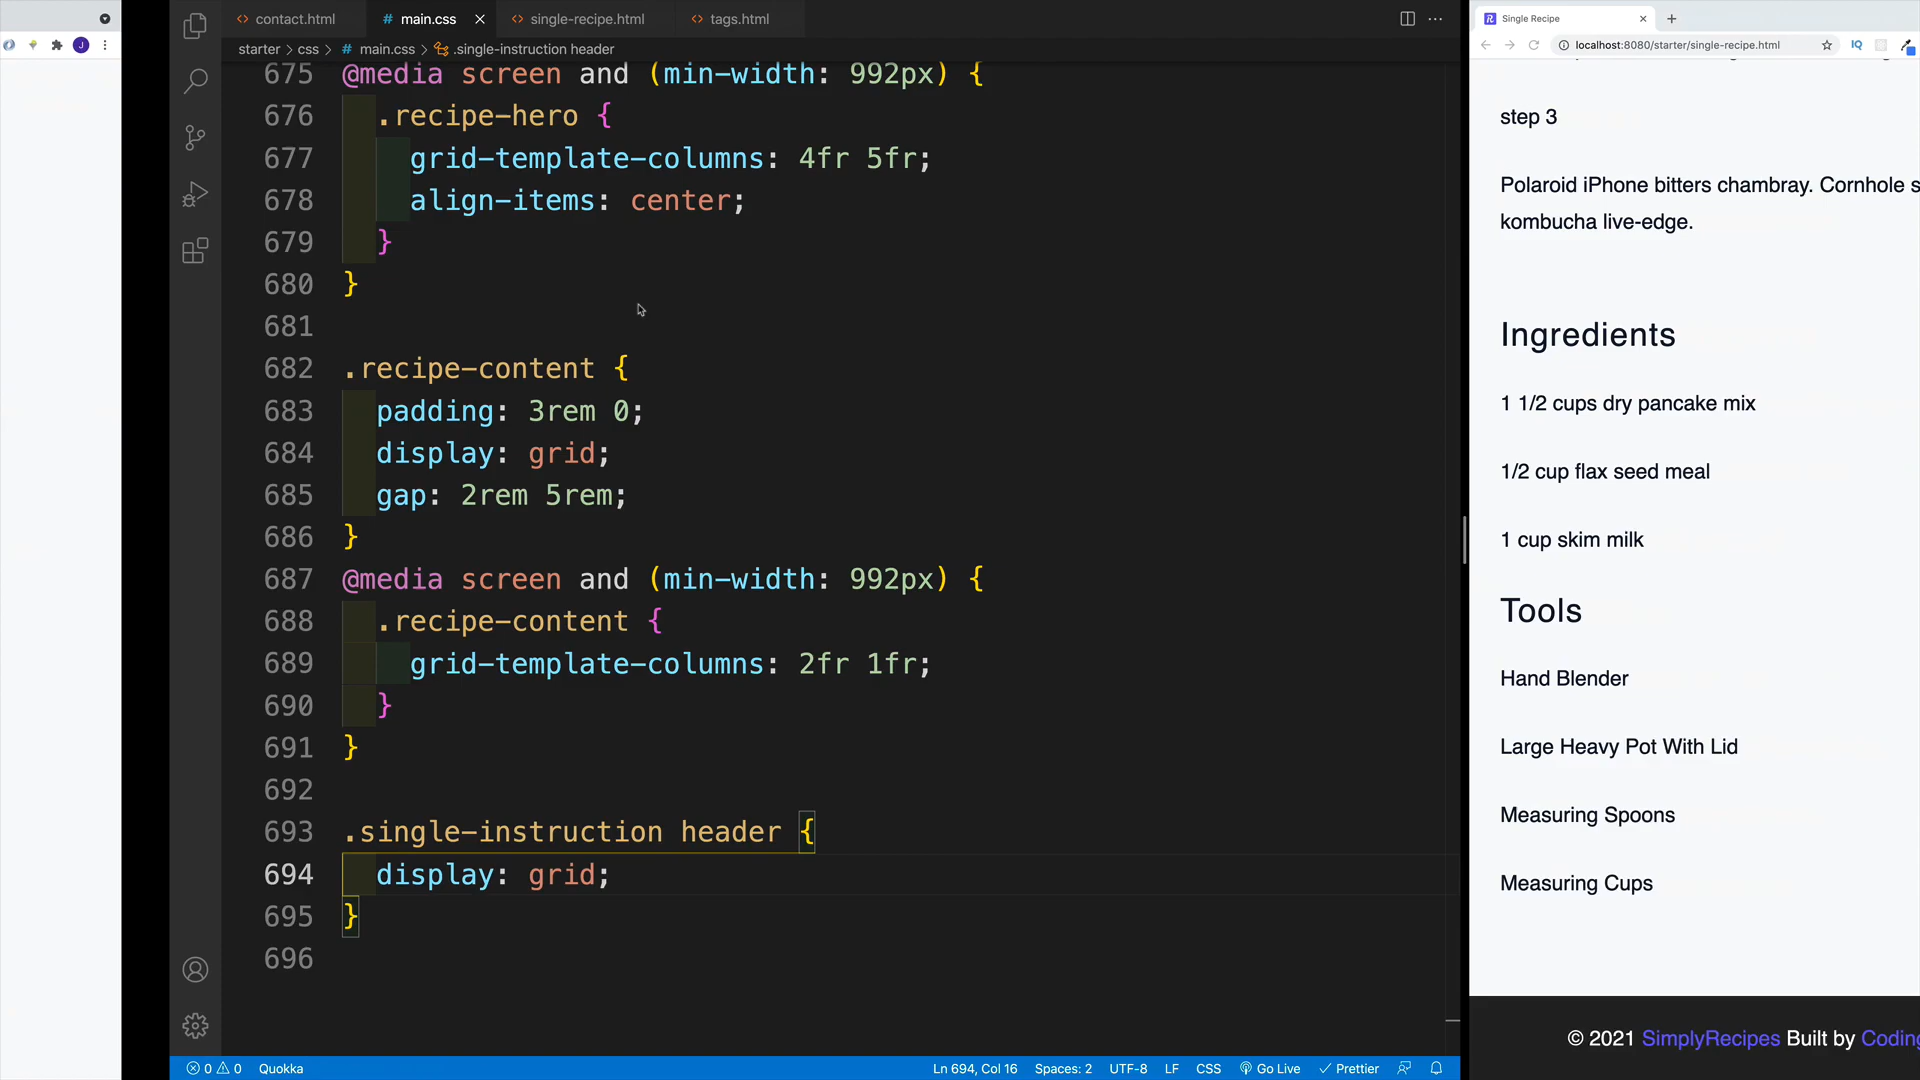 contact.html
main.css
single-recipe.html
tags.html
starter > css > # main.css > .single-instruction header
675 @media screen and (min-width: 992px) {
676 .recipe-hero {
677 grid-template-columns: 4fr 5fr;
678 align-items: center;
679 }
680 }
681
682 .recipe-content {
683 padding: 3rem 0;
684 display: grid;
685 gap: 2rem 5rem;
686 }
687 @media screen and (min-width: 992px) {
688 .recipe-content {
689 grid-template-columns: 2fr 1fr;
690 }
691 }
692
693 .single-instruction header {
694 display: grid;
695 }
696
0 0 Quokka
Ln 694, Col 16 Spaces: 2 UTF-8 LF CSS Go Live Prettier
J
Single Recipe
localhost:8080/starter/single-recipe.html
IQ
step 3
Polaroid iPhone bitters chambray. Cornhole s
kombucha live-edge.
Ingredients
1 1/2 cups dry pancake mix
1/2 cup flax seed meal
1 cup skim milk
Tools
Hand Blender
Large Heavy Pot With Lid
Measuring Spoons
Measuring Cups
© 2021 SimplyRecipes Built by Coding